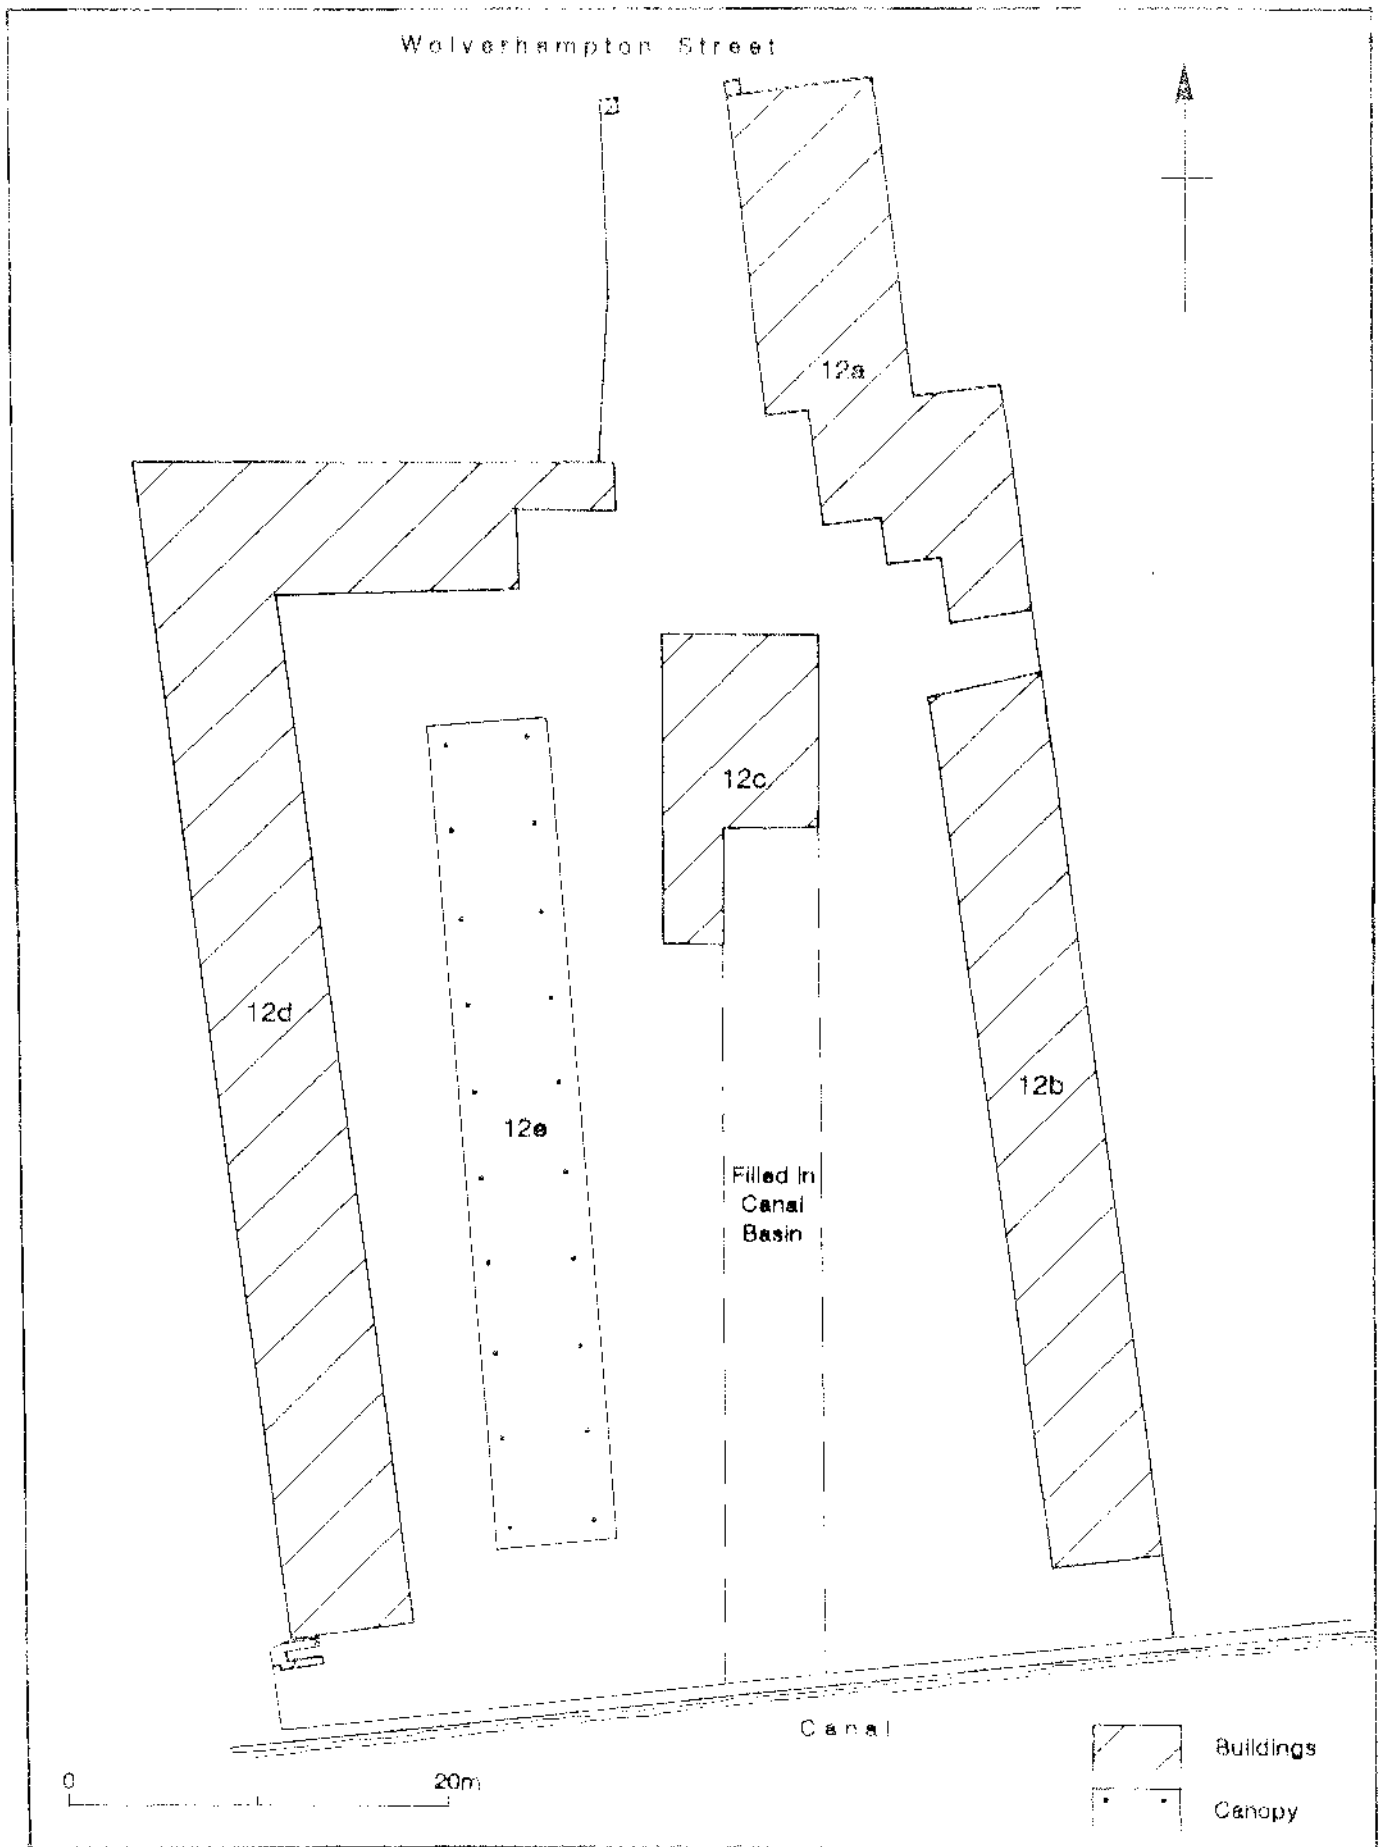 Wolverhampton Street
12a
12c
12d
12b
12e
Filled In
Canal
Basin
Canal
Buildings
0 20m
Canopy